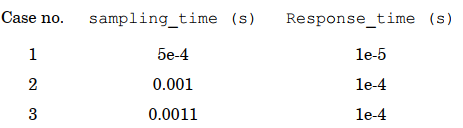 Case no. sampling_time (s) Response_time (s)
1 5e-4 1e-5
2 0.001 1e-4
3 0.0011 1e-4